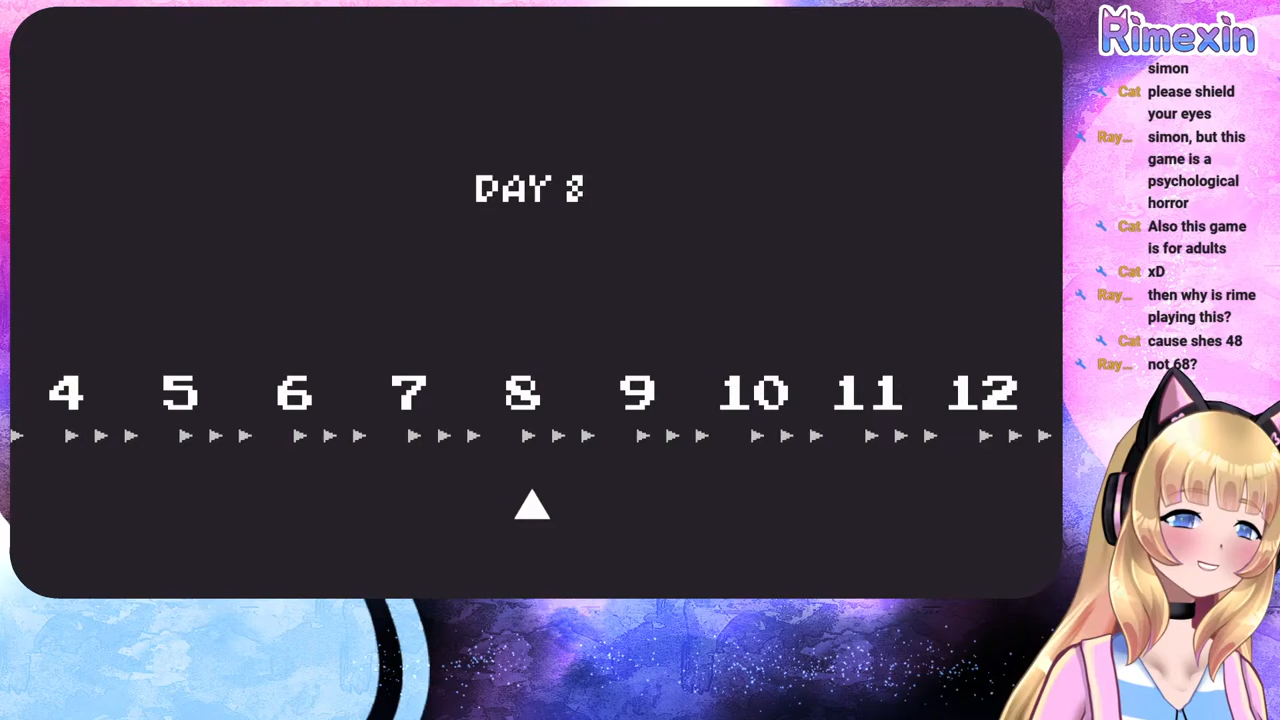 DAY 8
4 5 6 7 8 9 10 11 12
Rimexin
simon
Cat please shield
your eyes
Ray… simon, but this
game is a
psychological
horror
Cat Also this game
is for adults
Cat xD
Ray… then why is rime
playing this?
Cat cause shes 48
Ray… not 68?